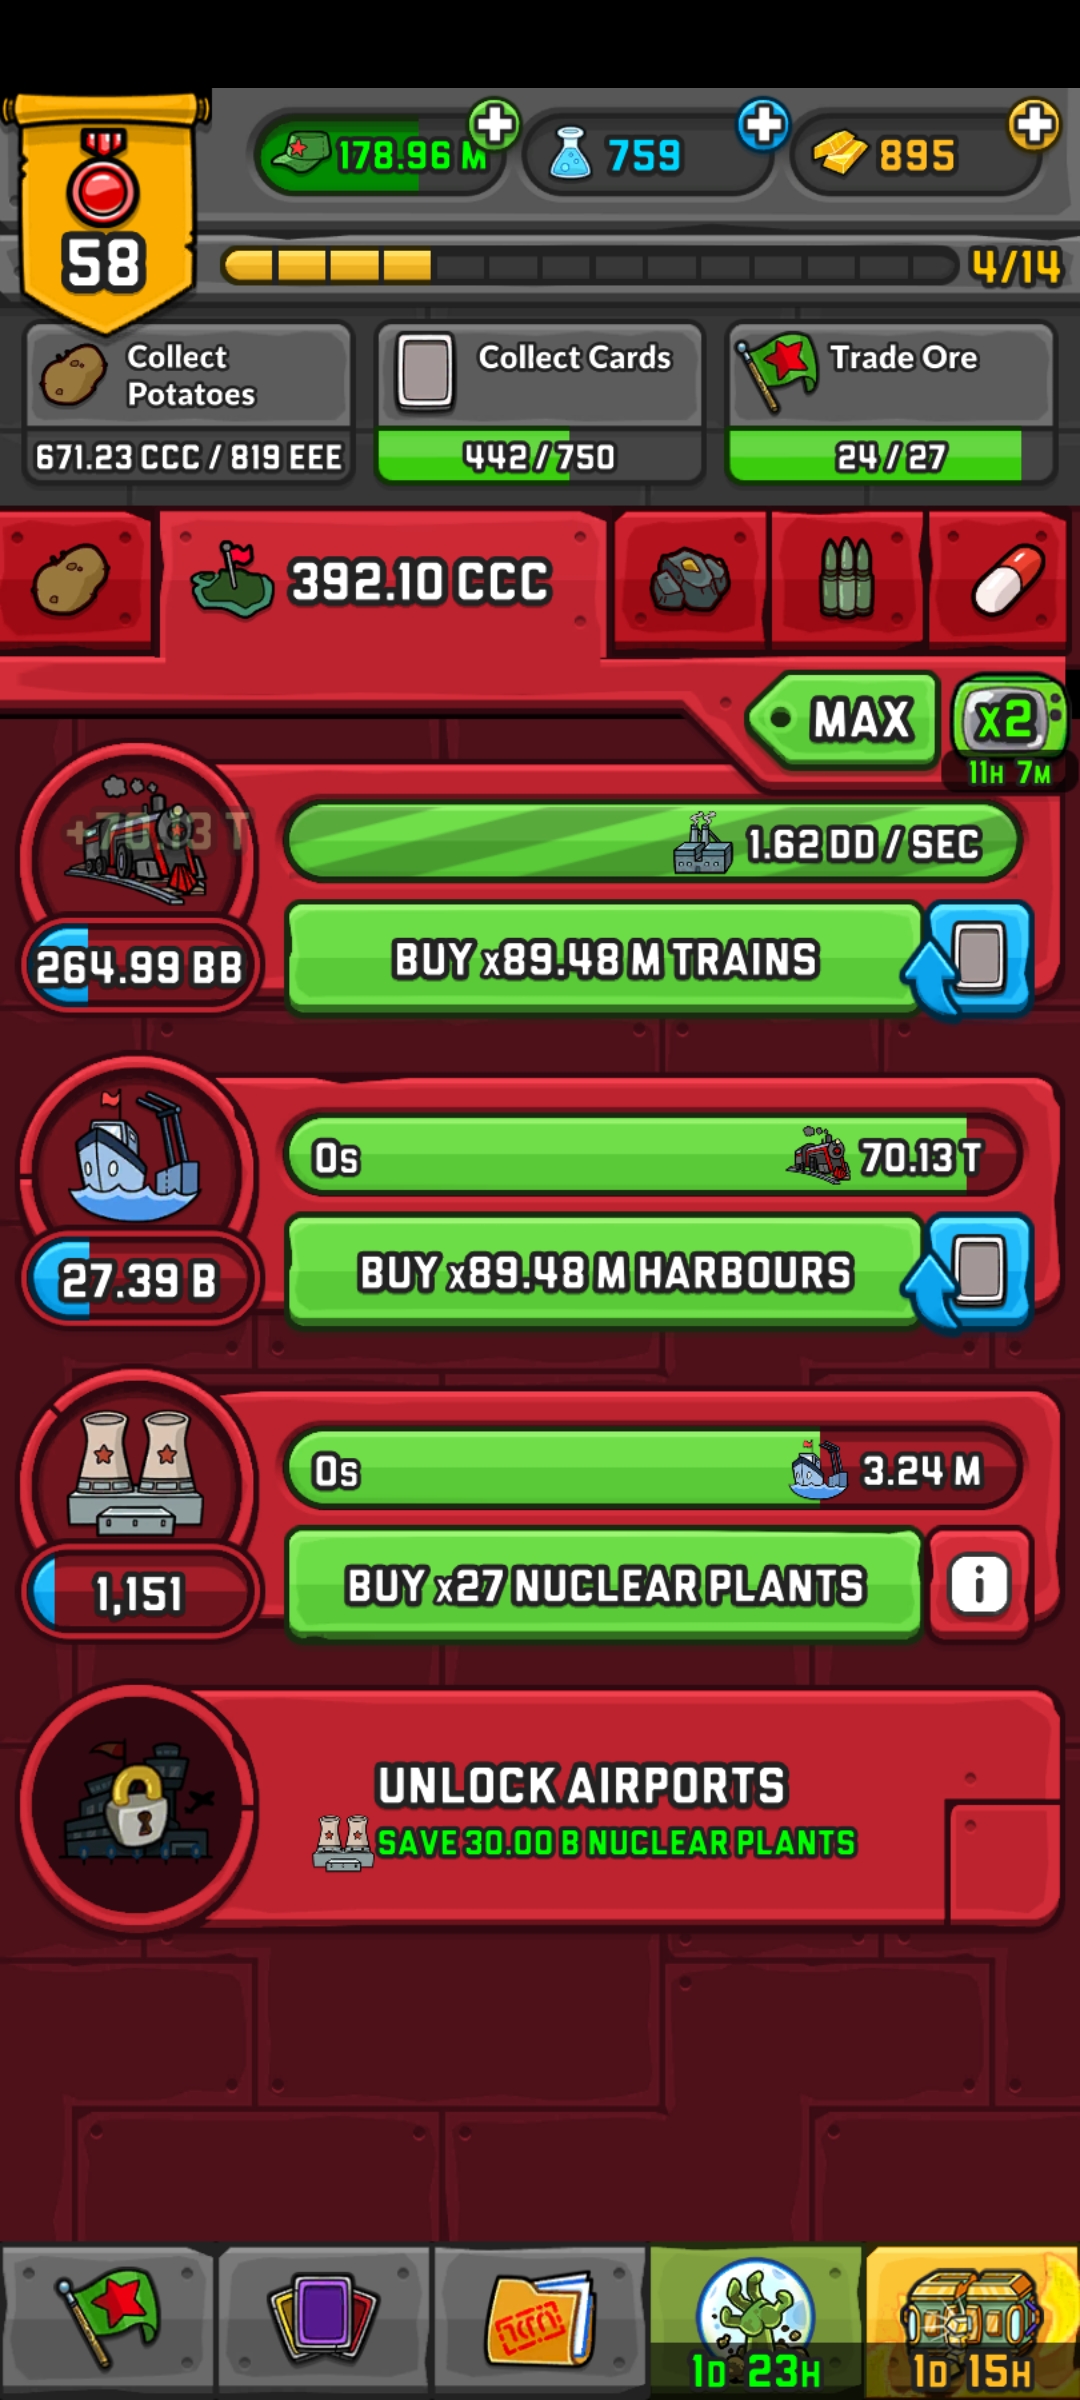 178.96 M
759
895
58
4/14
Collect Potatoes
671.23 CCC / 819 EEE
Collect Cards
442/750
Trade Ore
24/27
392.10 CCC
MAX
x2
11H 7M
+70.13 T
1.62 DD / SEC
264.99 BB
BUY x89.48 M TRAINS
0s
70.13 T
27.39 B
BUY x89.48 M HARBOURS
0s
3.24 M
1,151
BUY x27 NUCLEAR PLANTS
i
UNLOCK AIRPORTS
SAVE 30.00 B NUCLEAR PLANTS
1D 23H
1D 15H